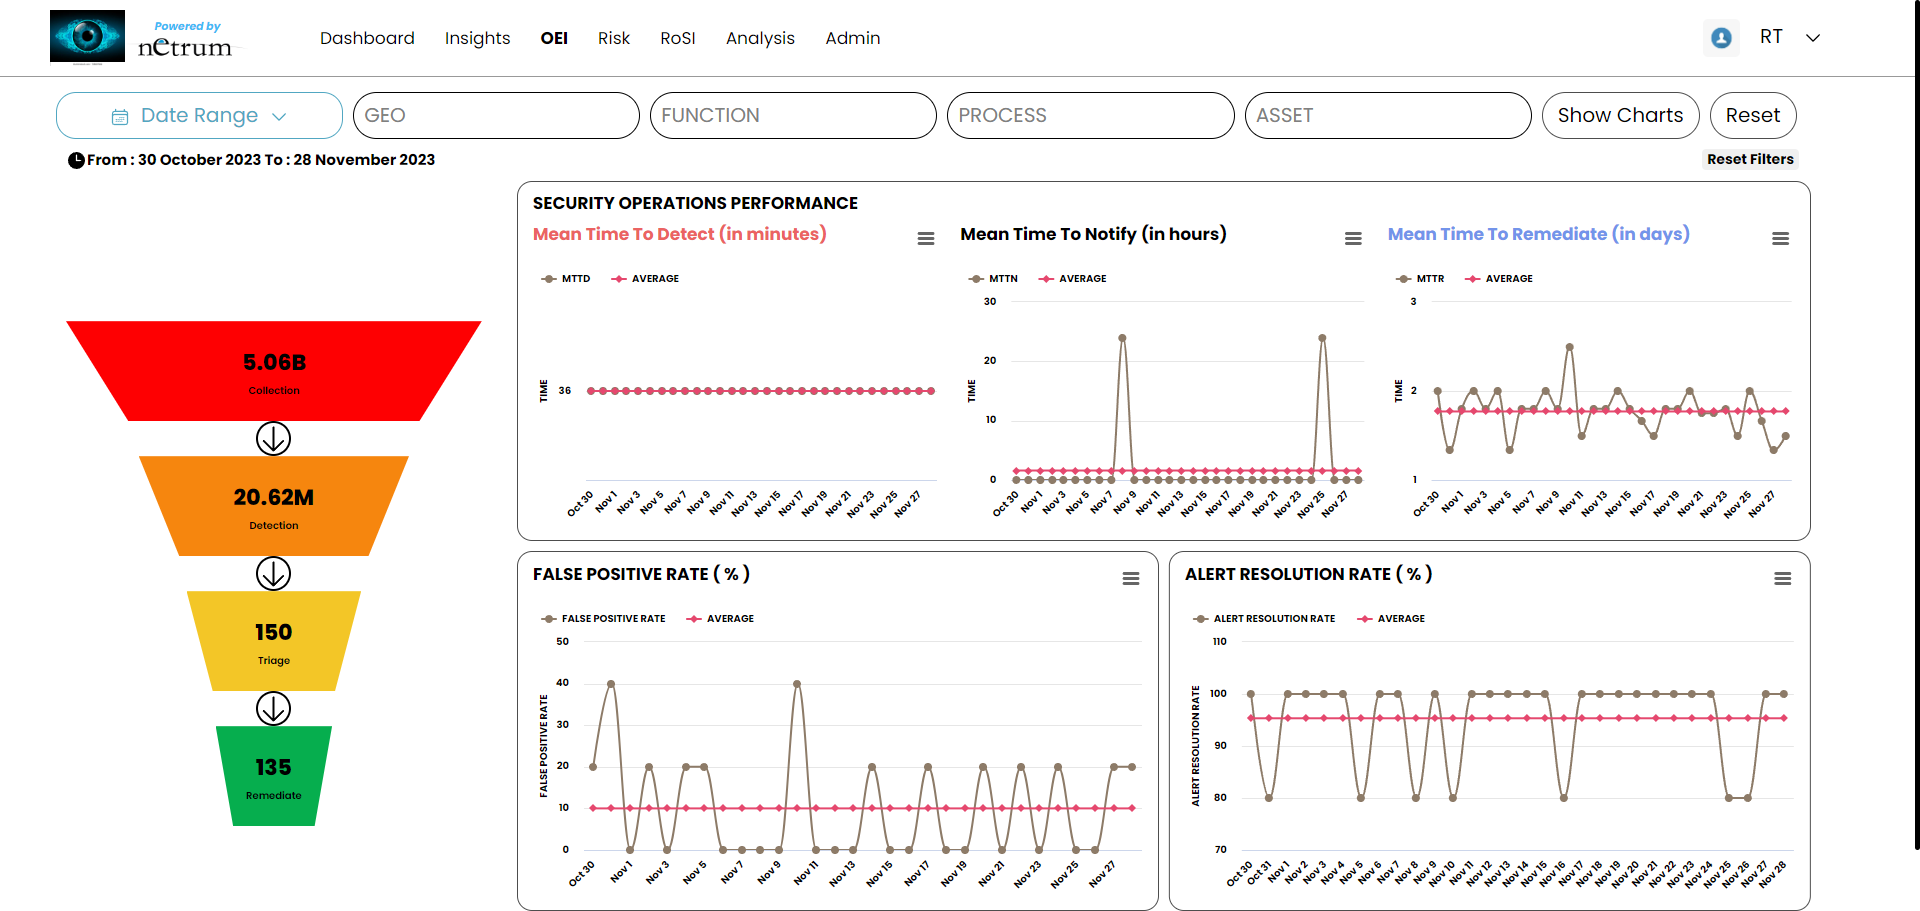 Powered by
netrum
Dashboard Insights OEI Risk RoSI Analysis Admin
RT
Date Range GEO FUNCTION PROCESS ASSET Show Charts Reset
From : 30 October 2023 To : 28 November 2023
Reset Filters
5.06B
Collection
20.62M
Detection
150
Triage
135
Remediate
SECURITY OPERATIONS PERFORMANCE
Mean Time To Detect (in minutes)
MTTD AVERAGE
TIME
36
Oct 30 Nov 1 Nov 3 Nov 5 Nov 7 Nov 9 Nov 11 Nov 13 Nov 15 Nov 17 Nov 19 Nov 21 Nov 23 Nov 25 Nov 27
Mean Time To Notify (in hours)
MTTN AVERAGE
TIME
30
20
10
0
Oct 30 Nov 1 Nov 3 Nov 5 Nov 7 Nov 9 Nov 11 Nov 13 Nov 15 Nov 17 Nov 19 Nov 21 Nov 23 Nov 25 Nov 27
Mean Time To Remediate (in days)
MTTR AVERAGE
TIME
3
2
1
Oct 30 Nov 1 Nov 3 Nov 5 Nov 7 Nov 9 Nov 11 Nov 13 Nov 15 Nov 17 Nov 19 Nov 21 Nov 23 Nov 25 Nov 27
FALSE POSITIVE RATE ( % )
FALSE POSITIVE RATE AVERAGE
FALSE POSITIVE RATE
50
40
30
20
10
0
Oct 30 Nov 1 Nov 3 Nov 5 Nov 7 Nov 9 Nov 11 Nov 13 Nov 15 Nov 17 Nov 19 Nov 21 Nov 23 Nov 25 Nov 27
ALERT RESOLUTION RATE ( % )
ALERT RESOLUTION RATE AVERAGE
ALERT RESOLUTION RATE
110
100
90
80
70
Oct 30 Oct 31 Nov 1 Nov 2 Nov 3 Nov 4 Nov 5 Nov 6 Nov 7 Nov 8 Nov 9 Nov 10 Nov 11 Nov 12 Nov 13 Nov 14 Nov 15 Nov 16 Nov 17 Nov 18 Nov 19 Nov 20 Nov 21 Nov 22 Nov 23 Nov 24 Nov 25 Nov 26 Nov 27 Nov 28